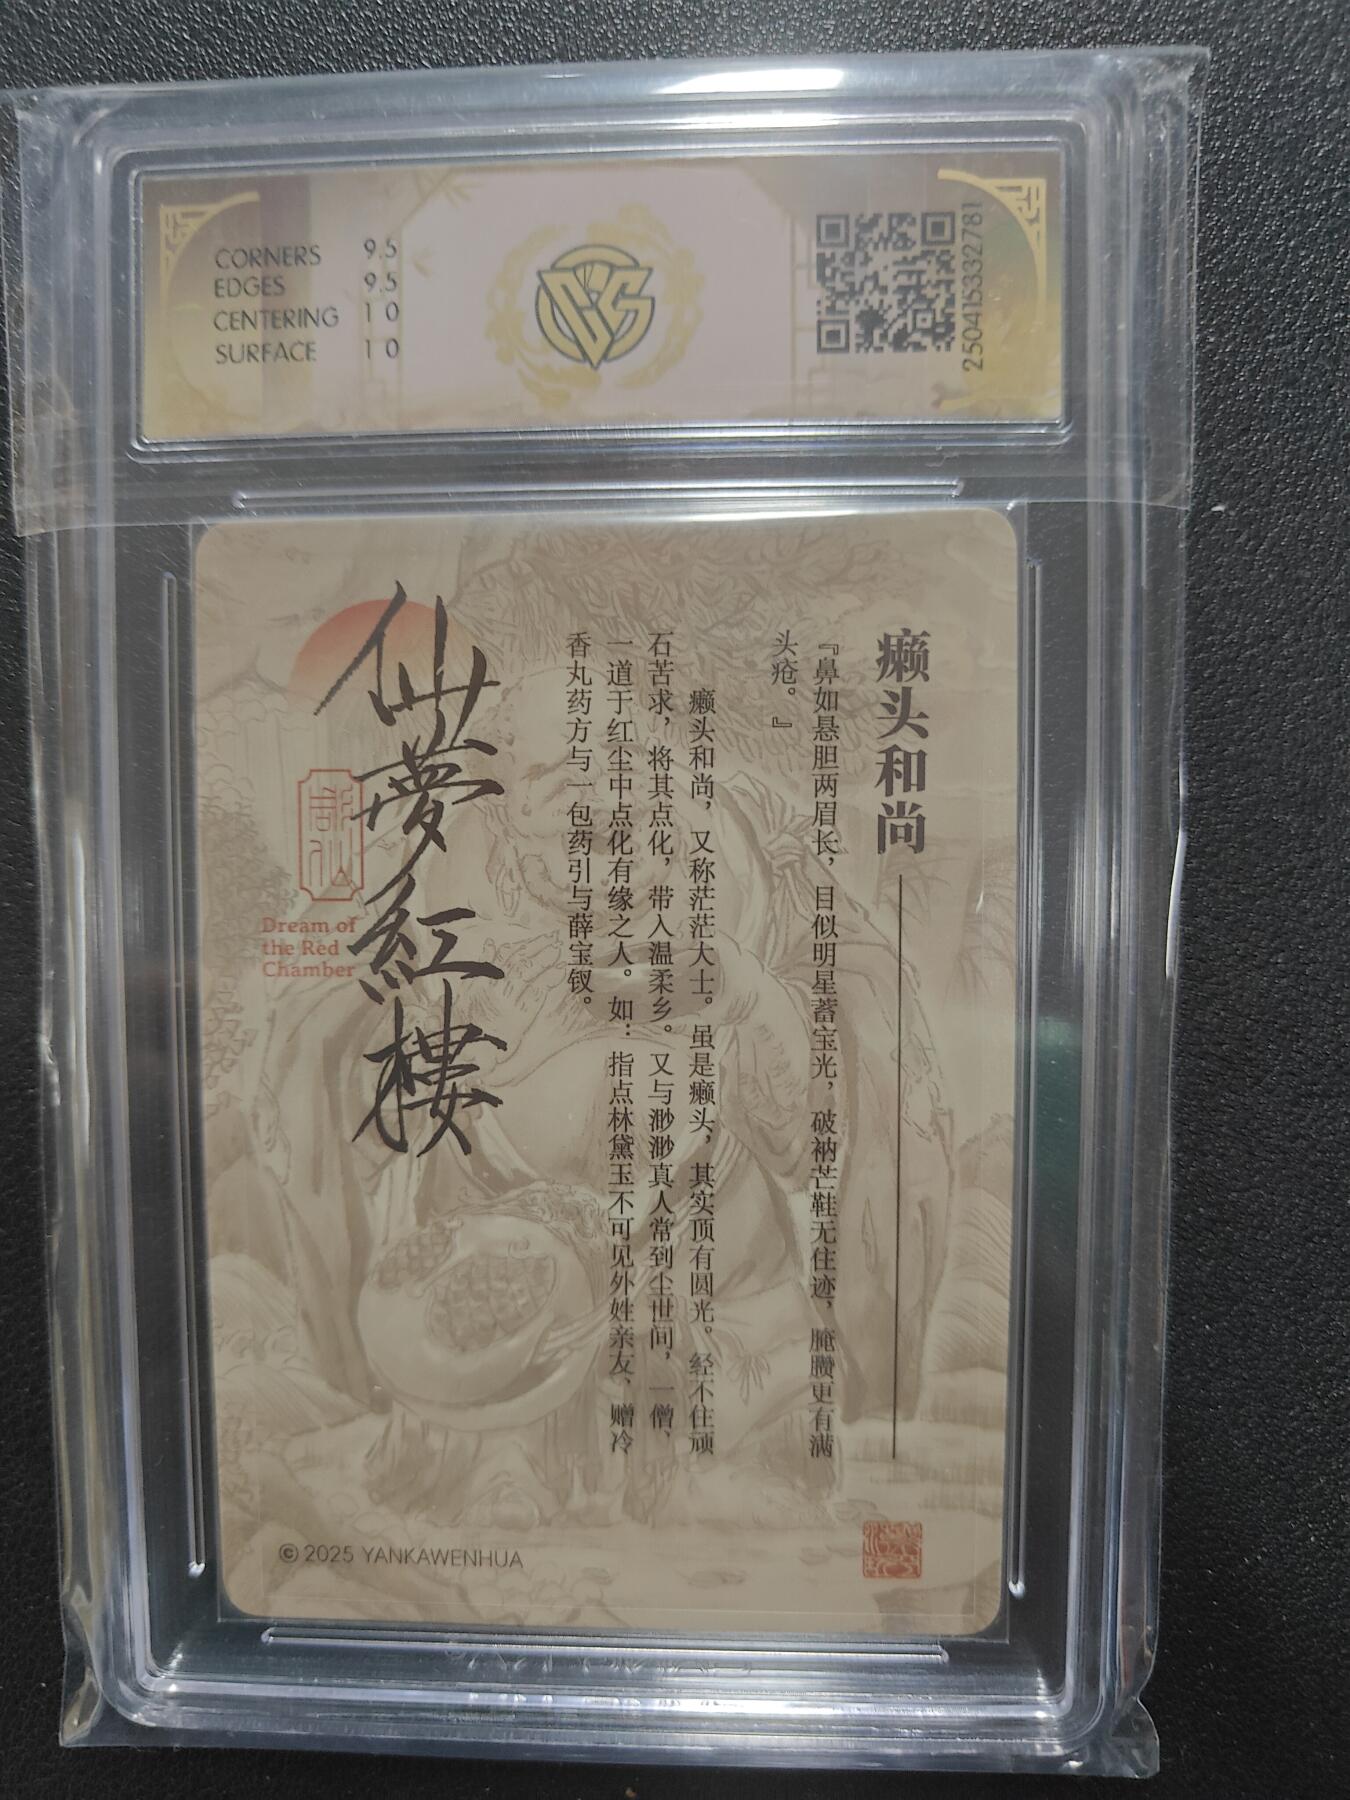 CORNERS 9.5
EDGES 9.5
CENTERING 10
SURFACE 10
250415332781
癞头和尚
『鼻如悬胆两眉长，目似明星蓄宝光，破衲芒鞋无住迹，腌臜更有满
头疮。』
癞头和尚，又称茫茫大士。虽是癞头，其实顶有圆光。经不住顽
石苦求，将其点化，带入温柔乡。又与渺渺真人常到尘世间，一僧、
一道于红尘中点化有缘之人。如：指点林黛玉不可见外姓亲友、赠冷
香丸药方与一包药引与薛宝钗。
仙夢紅樓
Dream of
the Red
Chamber
© 2025 YANKAWENHUA